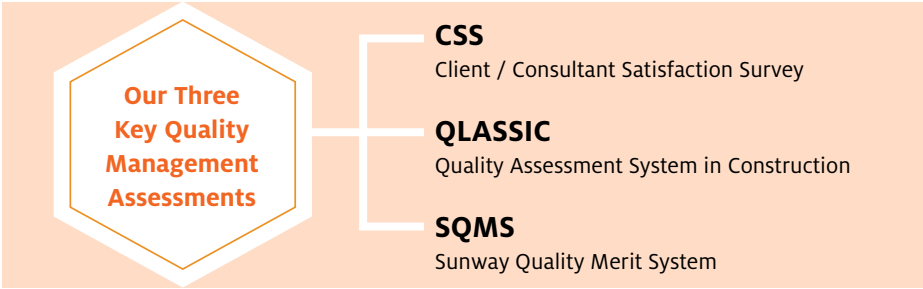 Our Three
Key Quality
Management
Assessments
CSS
Client / Consultant Satisfaction Survey
QLASSIC
Quality Assessment System in Construction
SQMS
Sunway Quality Merit System